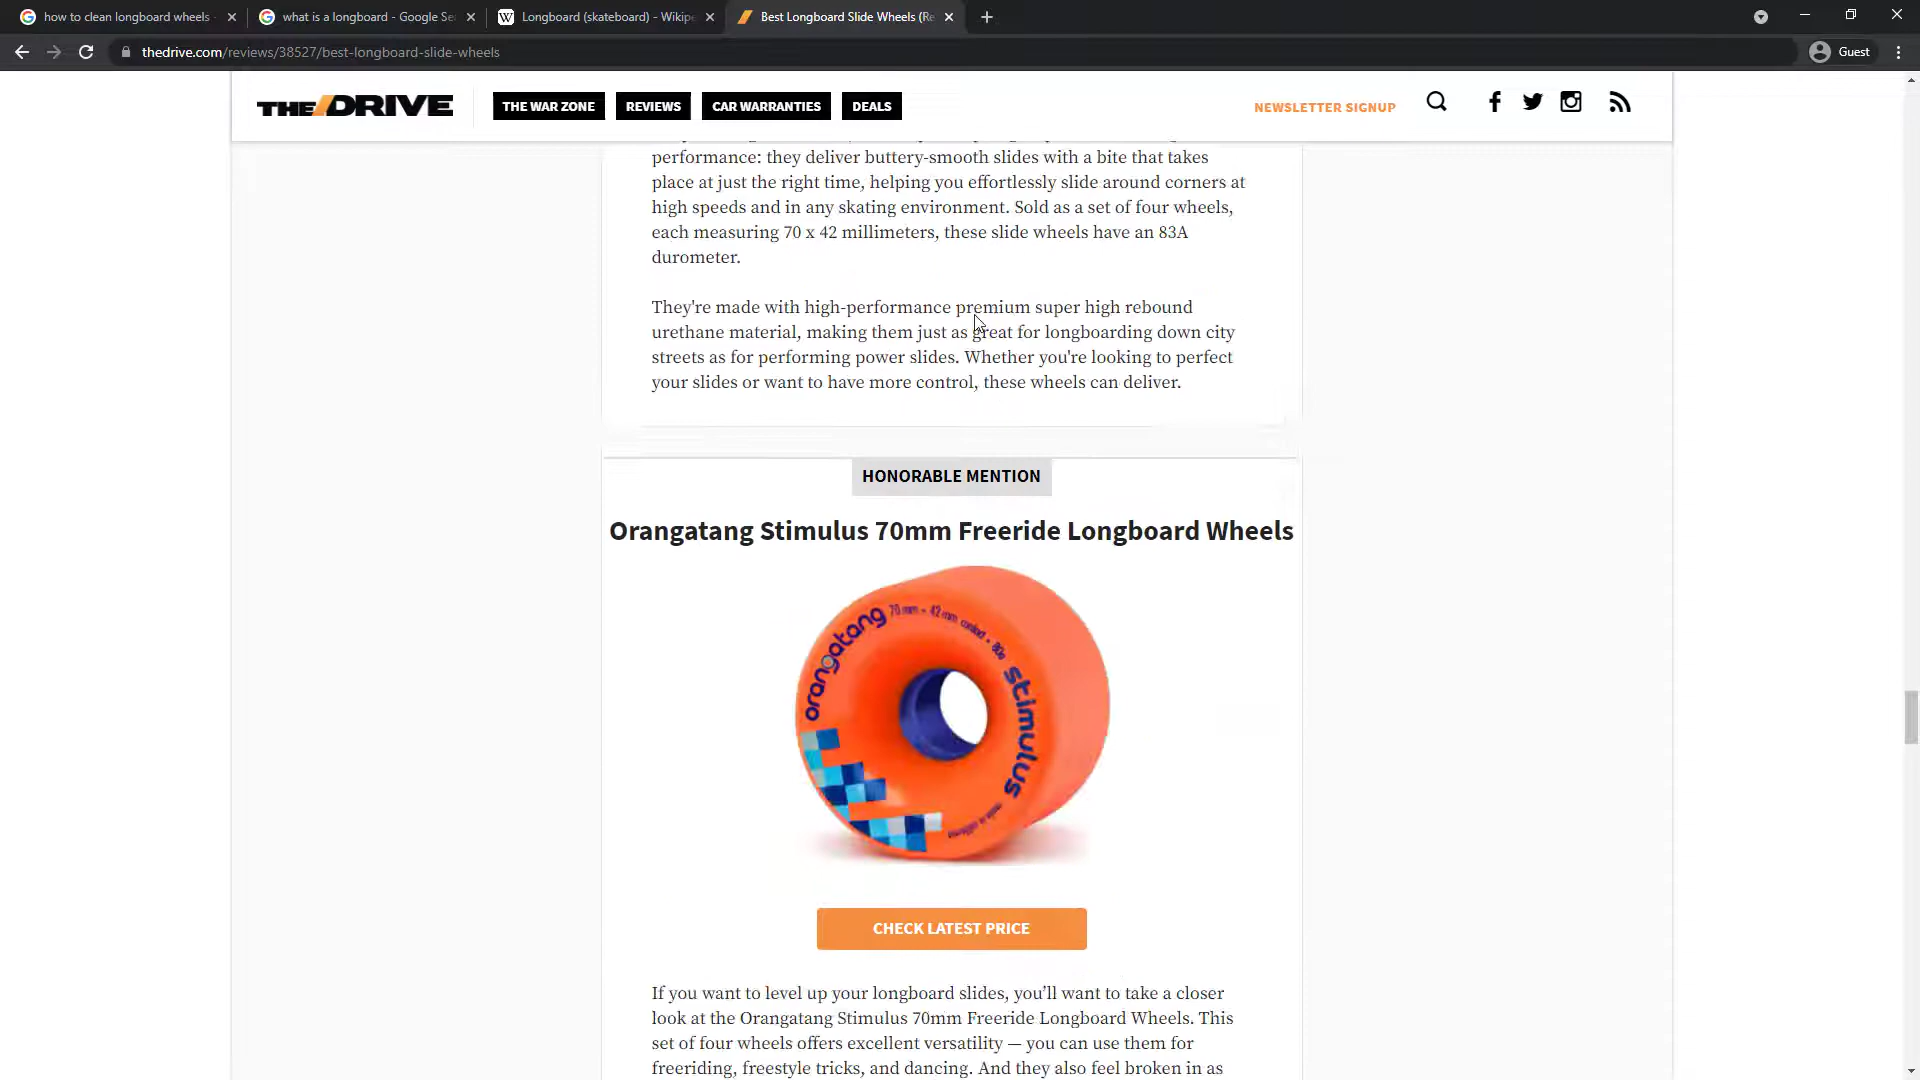 how to clean longboard wheels
what is a longboard - Google Se
Longboard (skateboard) - Wikipe
Best Longboard Slide Wheels (Re
thedrive.com/reviews/38527/best-longboard-slide-wheels
Guest
THE DRIVE
THE WAR ZONE
REVIEWS
CAR WARRANTIES
DEALS
NEWSLETTER SIGNUP
performance: they deliver buttery-smooth slides with a bite that takes
place at just the right time, helping you effortlessly slide around corners at
high speeds and in any skating environment. Sold as a set of four wheels,
each measuring 70 x 42 millimeters, these slide wheels have an 83A
durometer.
They're made with high-performance premium super high rebound
urethane material, making them just as great for longboarding down city
streets as for performing power slides. Whether you're looking to perfect
your slides or want to have more control, these wheels can deliver.
HONORABLE MENTION
Orangatang Stimulus 70mm Freeride Longboard Wheels
orangatang
70 mm
42 mm
80a
stimulus
made in california
CHECK LATEST PRICE
If you want to level up your longboard slides, you’ll want to take a closer
look at the Orangatang Stimulus 70mm Freeride Longboard Wheels. This
set of four wheels offers excellent versatility — you can use them for
freeriding, freestyle tricks, and dancing. And they also feel broken in as